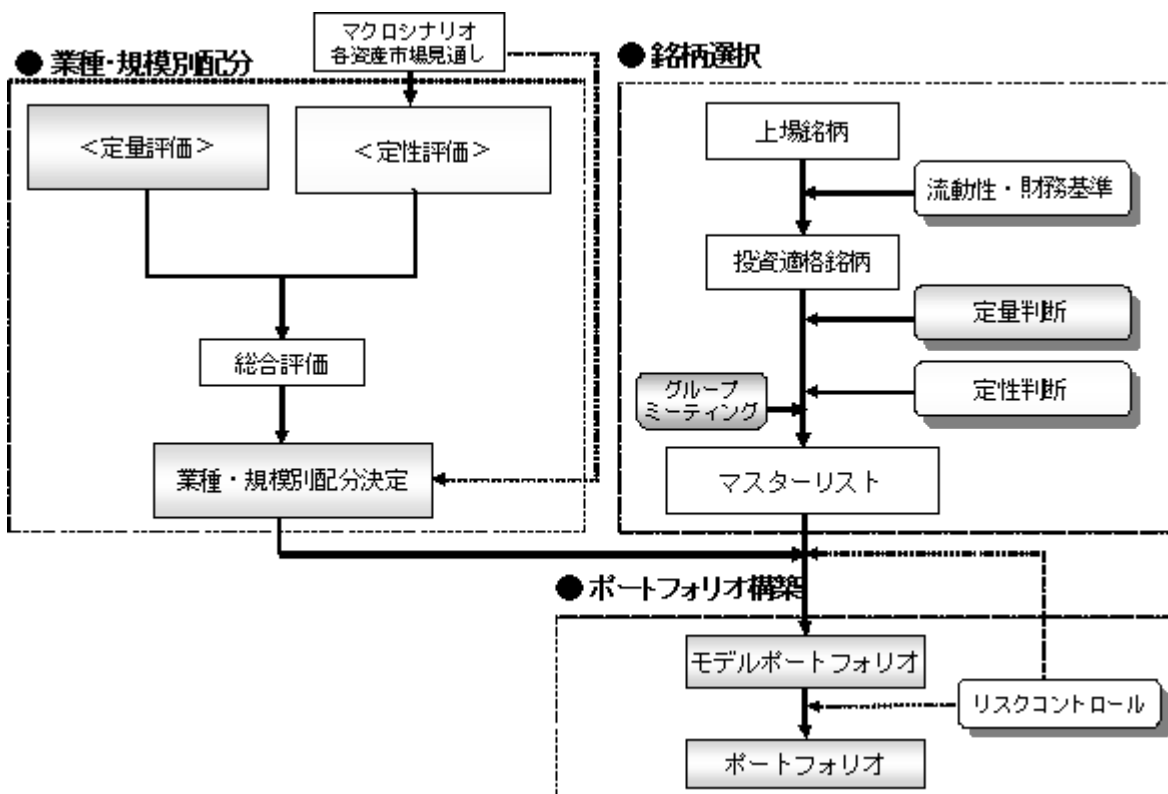 マクロシナリオ
各資産市場見通し
● 業種・規模別配分
<定量評価>
<定性評価>
総合評価
業種・規模別配分決定
● 銘柄選択
上場銘柄
流動性・財務基準
投資適格銘柄
定量判断
定性判断
グループ
ミーティング
マスターリスト
● ポートフォリオ構築
モデルポートフォリオ
リスクコントロール
ポートフォリオ